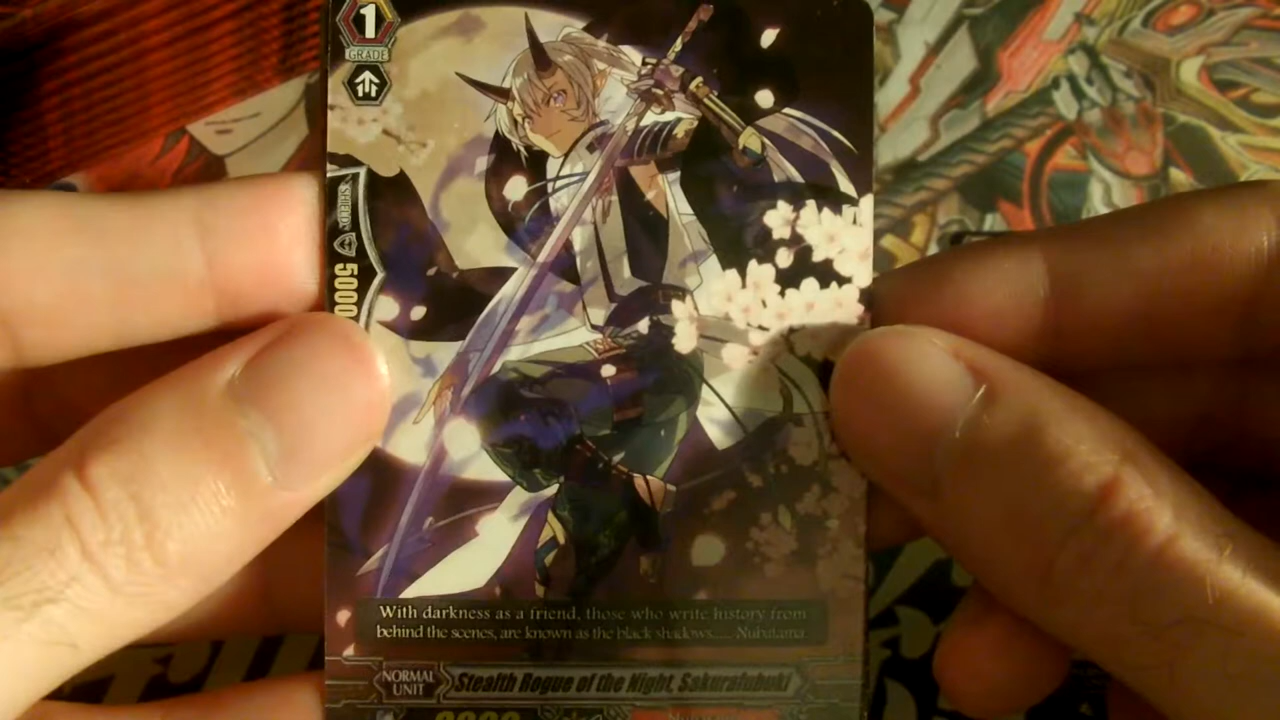 1
GRADE
SHIELD
5000
With darkness as a friend, those who write history from
behind the scenes, are known as the black shadows..... Nubatama.
NORMAL
UNIT
Stealth Rogue of the Night, Sakurafubuki